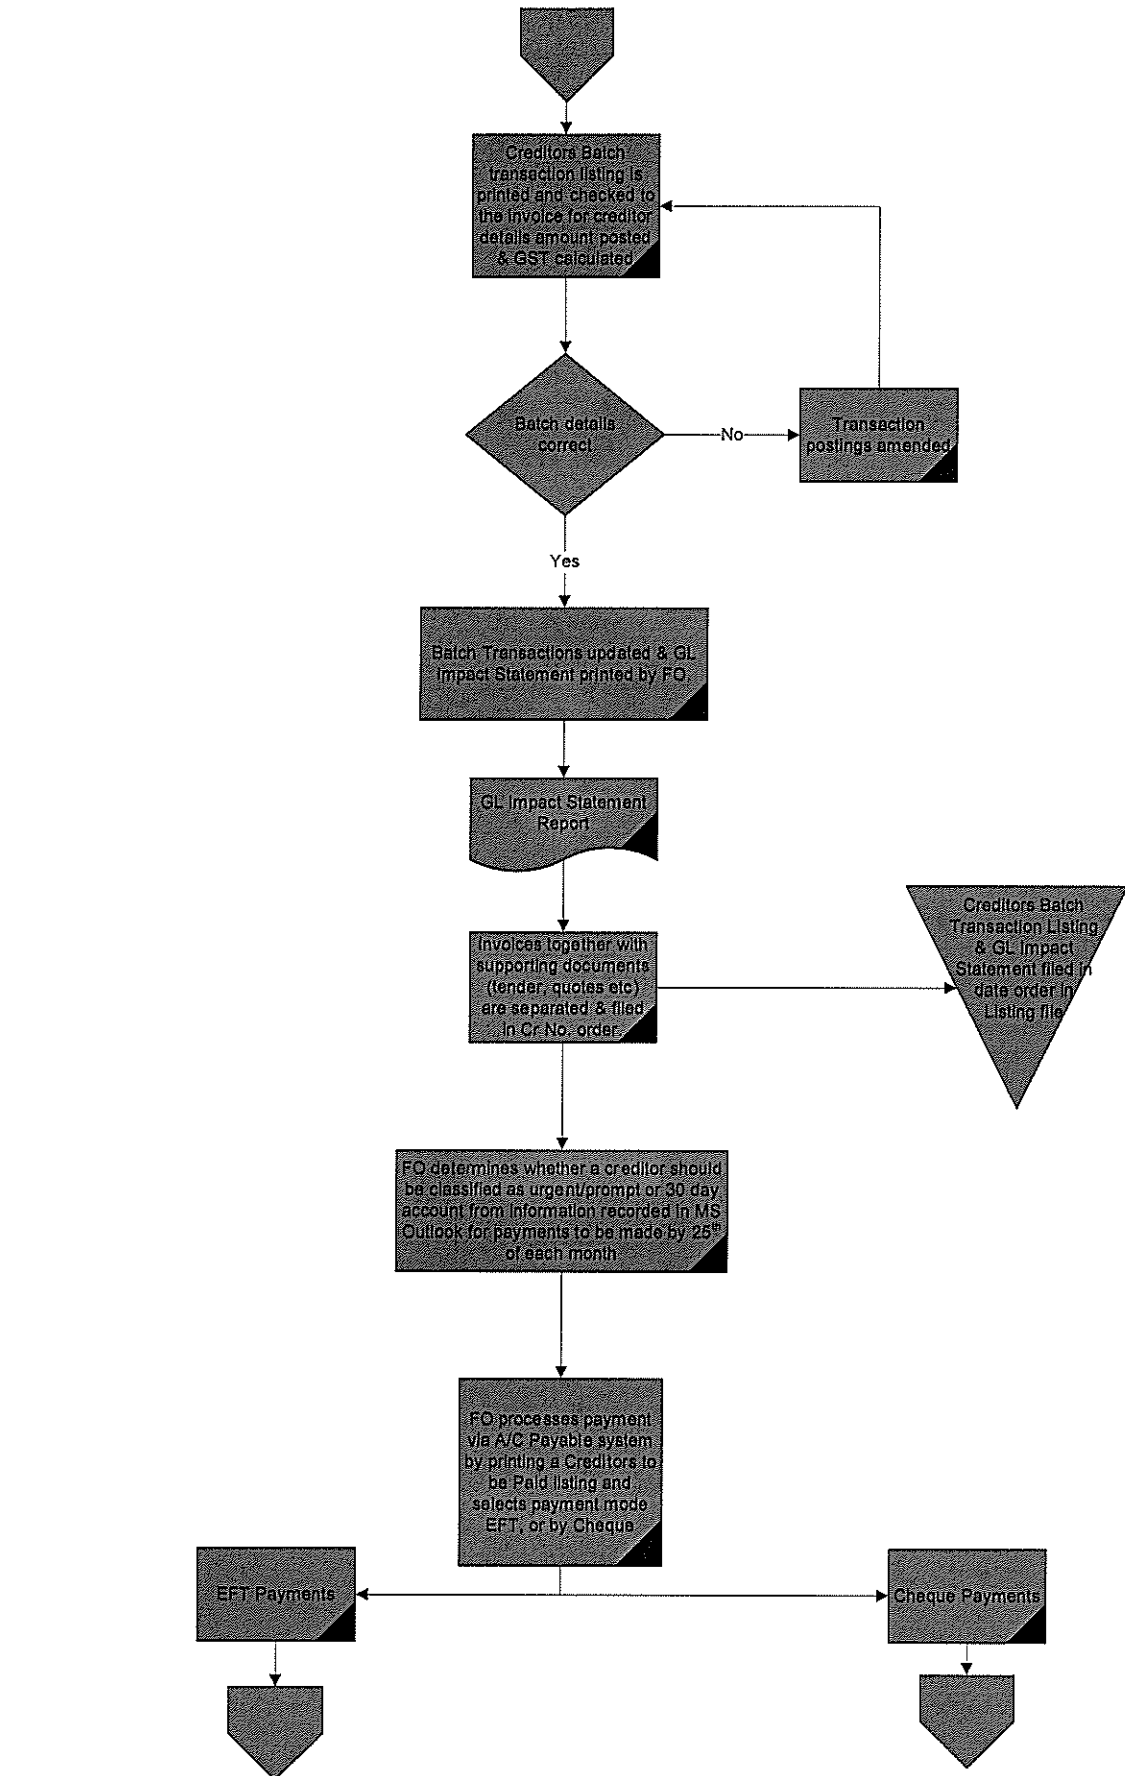 Creditors Batch
transaction listing is
printed and checked to
the invoice for creditor
details amount posted
& GST calculated
Batch details
correct
No
Transaction
postings amended
Yes
Batch Transactions updated & GL
Impact Statement printed by FO.
GL Impact Statement
Report
Invoices together with
supporting documents
(tender, quotes etc)
are separated & filed
in Cr No. order.
Creditors Batch
Transaction Listing
& GL Impact
Statement filed in
date order in
Listing file
FO determines whether a creditor should
be classified as urgent/prompt or 30 day
account from information recorded in MS
Outlook for payments to be made by 25th
of each month
FO processes payment
via A/C Payable system
by printing a Creditors to
be Paid listing and
selects payment mode
EFT, or by Cheque
EFT Payments
Cheque Payments